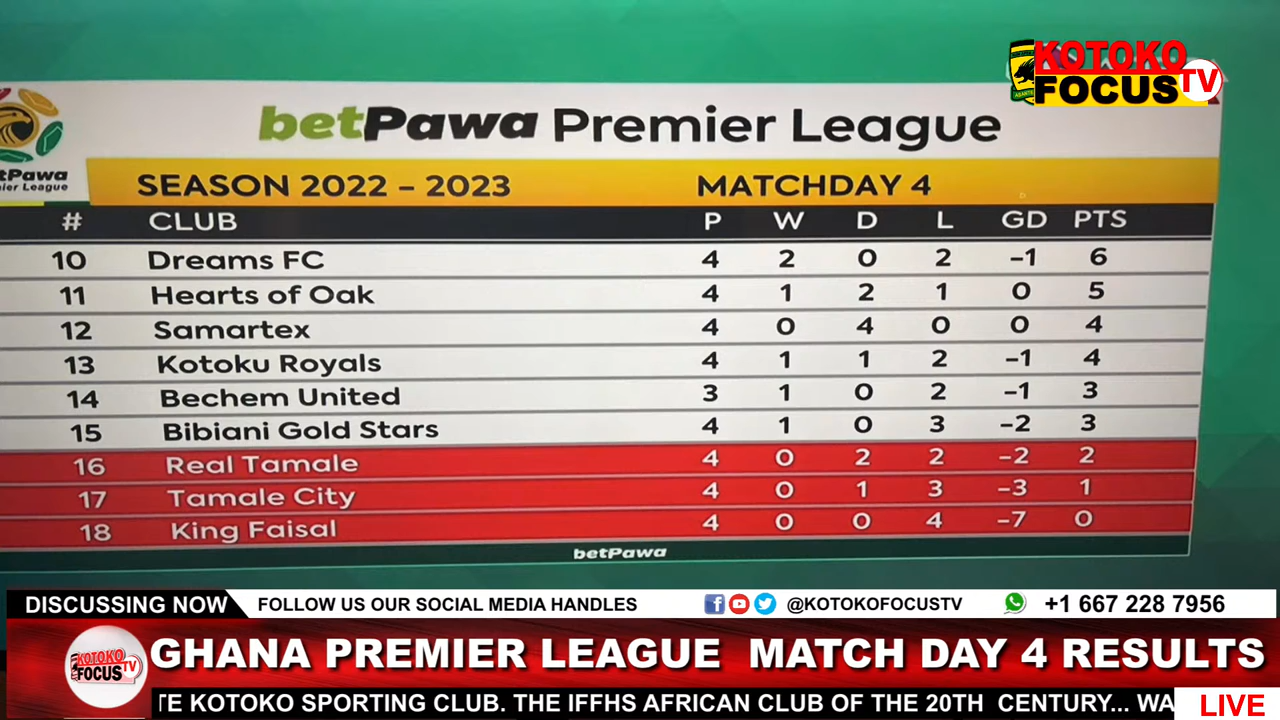 KOTOKO
FOCUS TV
betPawa Premier League
tPawa
ier League
SEASON 2022 – 2023 MATCHDAY 4
# CLUB P W D L GD PTS
10 Dreams FC 4 2 0 2 –1 6
11 Hearts of Oak 4 1 2 1 0 5
12 Samartex 4 0 4 0 0 4
13 Kotoku Royals 4 1 1 2 –1 4
14 Bechem United 3 1 0 2 –1 3
15 Bibiani Gold Stars 4 1 0 3 –2 3
16 Real Tamale 4 0 2 2 –2 2
17 Tamale City 4 0 1 3 –3 1
18 King Faisal 4 0 0 4 –7 0
betPawa
DISCUSSING NOW FOLLOW US OUR SOCIAL MEDIA HANDLES @KOTOKOFOCUSTV +1 667 228 7956
KOTOKO
FOCUS TV
GHANA PREMIER LEAGUE MATCH DAY 4 RESULTS
TE KOTOKO SPORTING CLUB. THE IFFHS AFRICAN CLUB OF THE 20TH CENTURY... WA
LIVE